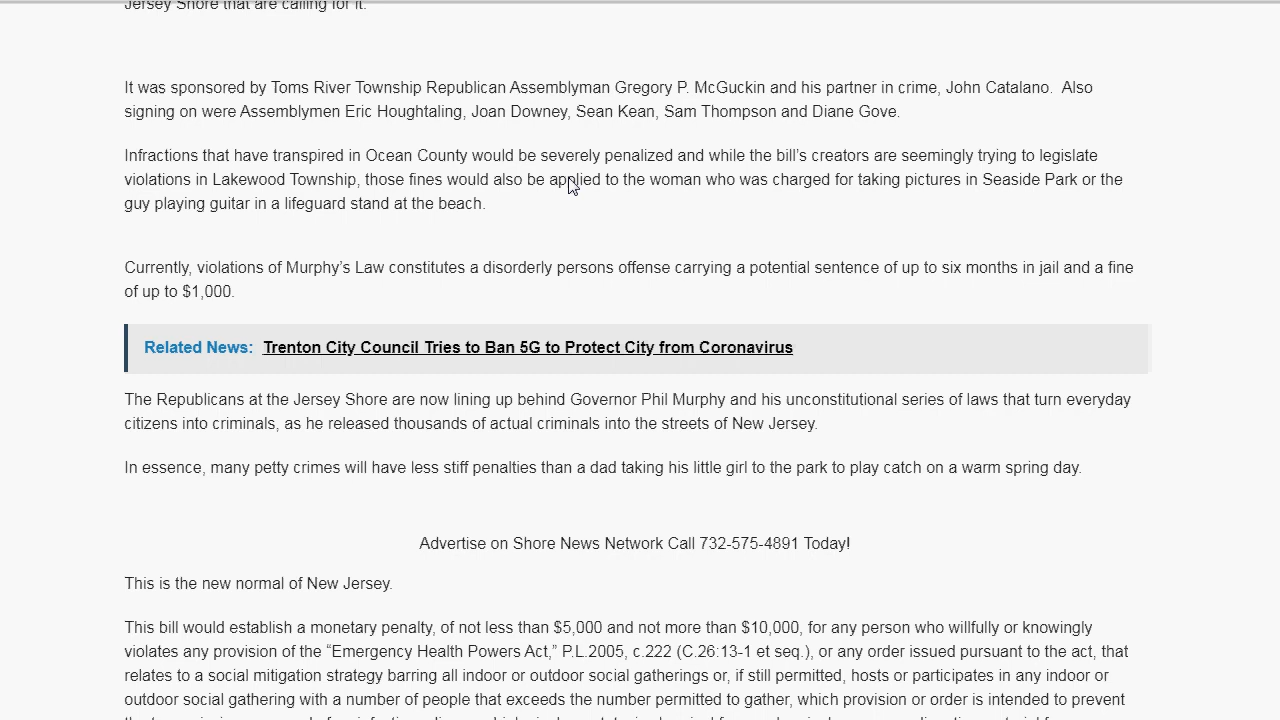 Jersey Shore that are calling for it.
It was sponsored by Toms River Township Republican Assemblyman Gregory P. McGuckin and his partner in crime, John Catalano.  Also
signing on were Assemblymen Eric Houghtaling, Joan Downey, Sean Kean, Sam Thompson and Diane Gove.
Infractions that have transpired in Ocean County would be severely penalized and while the bill's creators are seemingly trying to legislate
violations in Lakewood Township, those fines would also be applied to the woman who was charged for taking pictures in Seaside Park or the
guy playing guitar in a lifeguard stand at the beach.
Currently, violations of Murphy's Law constitutes a disorderly persons offense carrying a potential sentence of up to six months in jail and a fine
of up to $1,000.
Related News:  Trenton City Council Tries to Ban 5G to Protect City from Coronavirus
The Republicans at the Jersey Shore are now lining up behind Governor Phil Murphy and his unconstitutional series of laws that turn everyday
citizens into criminals, as he released thousands of actual criminals into the streets of New Jersey.
In essence, many petty crimes will have less stiff penalties than a dad taking his little girl to the park to play catch on a warm spring day.
Advertise on Shore News Network Call 732-575-4891 Today!
This is the new normal of New Jersey.
This bill would establish a monetary penalty, of not less than $5,000 and not more than $10,000, for any person who willfully or knowingly
violates any provision of the “Emergency Health Powers Act,” P.L.2005, c.222 (C.26:13-1 et seq.), or any order issued pursuant to the act, that
relates to a social mitigation strategy barring all indoor or outdoor social gatherings or, if still permitted, hosts or participates in any indoor or
outdoor social gathering with a number of people that exceeds the number permitted to gather, which provision or order is intended to prevent